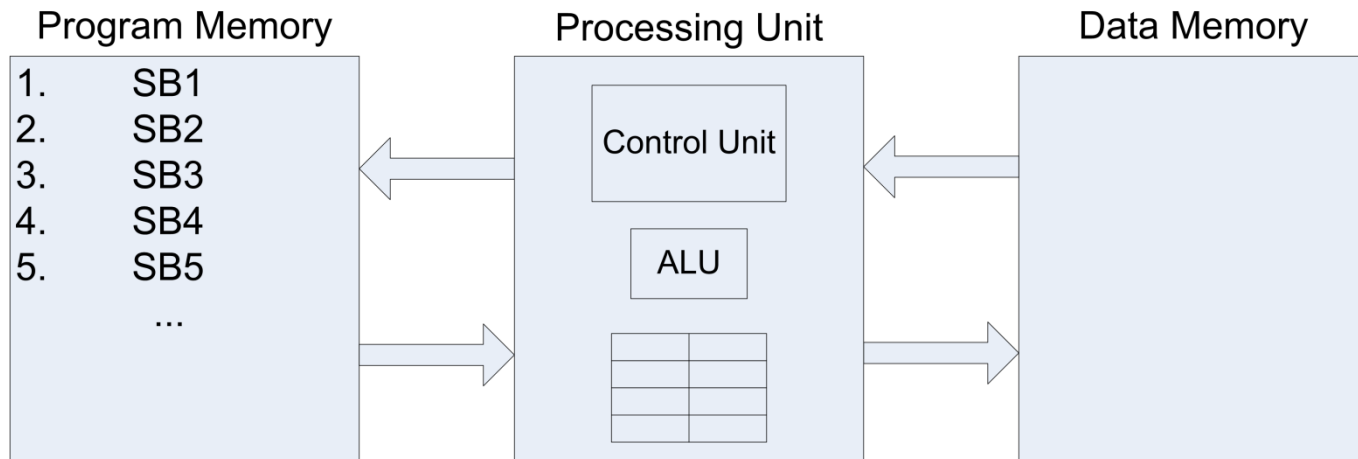 Program Memory
Processing Unit
Data Memory
1. SB1
2. SB2
3. SB3
4. SB4
5. SB5
...
Control Unit
ALU